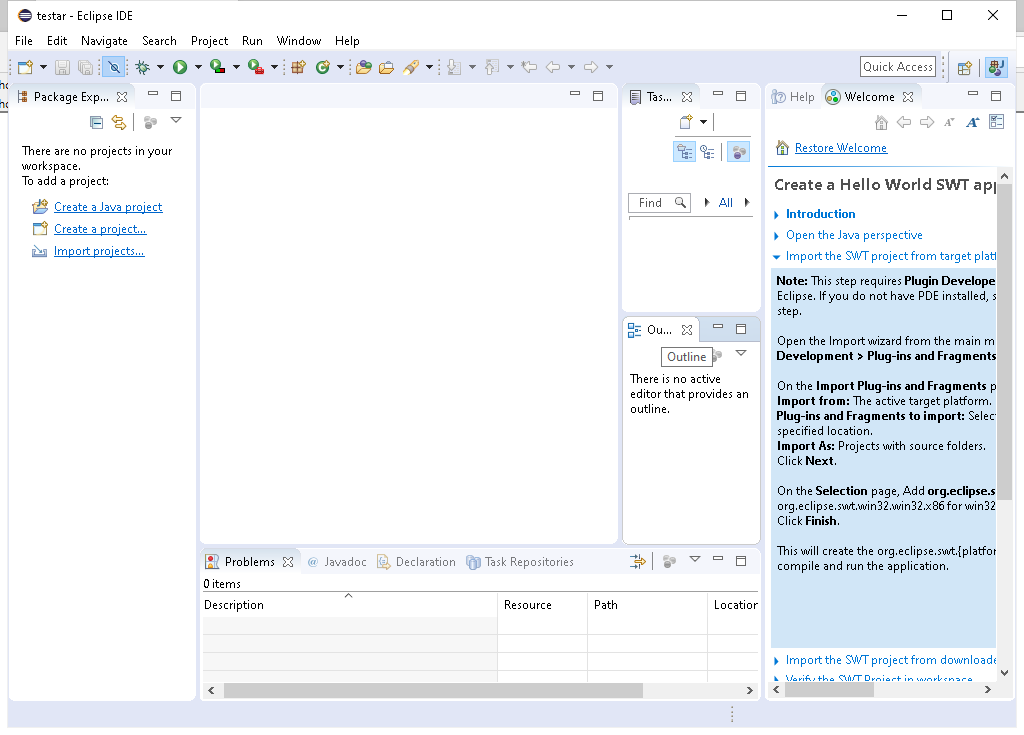 testar - Eclipse IDE
File Edit Navigate Search Project Run Window Help
Quick Access
Package Exp...
There are no projects in your
workspace.
To add a project:
Create a Java project
Create a project...
Import projects...
Tas...
Find
All
Ou...
Outline
There is no active
editor that provides an
outline.
Help
Welcome
Restore Welcome
Create a Hello World SWT app
Introduction
Open the Java perspective
Import the SWT project from target platf
Note: This step requires Plugin Develope
Eclipse. If you do not have PDE installed, s
step.
Open the Import wizard from the main m
Development > Plug-ins and Fragments
On the Import Plug-ins and Fragments p
Import from: The active target platform.
Plug-ins and Fragments to import: Select
specified location.
Import As: Projects with source folders.
Click Next.
On the Selection page, Add org.eclipse.s
org.eclipse.swt.win32.win32.x86 for win32
Click Finish.
This will create the org.eclipse.swt.{platfor
compile and run the application.
Import the SWT project from downloade
Verify the SWT Project in workspace
Problems
Javadoc
Declaration
Task Repositories
0 items
Description Resource Path Location